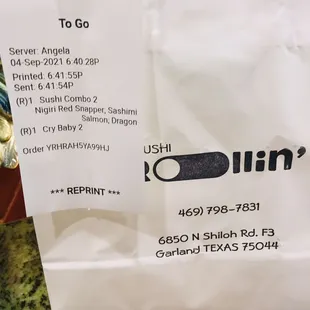 To Go
Server: Angela
04-Sep-2021 6:40:28P
Printed: 6:41:55P
Sent: 6:41:54P
(R)1 Sushi Combo 2
Nigiri Red Snapper, Sashimi
Salmon, Dragon
(R)1 Cry Baby 2
Order YRHRAH5YA99HJ
*** REPRINT ***
SUSHI
ROllin'
469) 798-7831
6850 N Shiloh Rd. F3
Garland TEXAS 75044